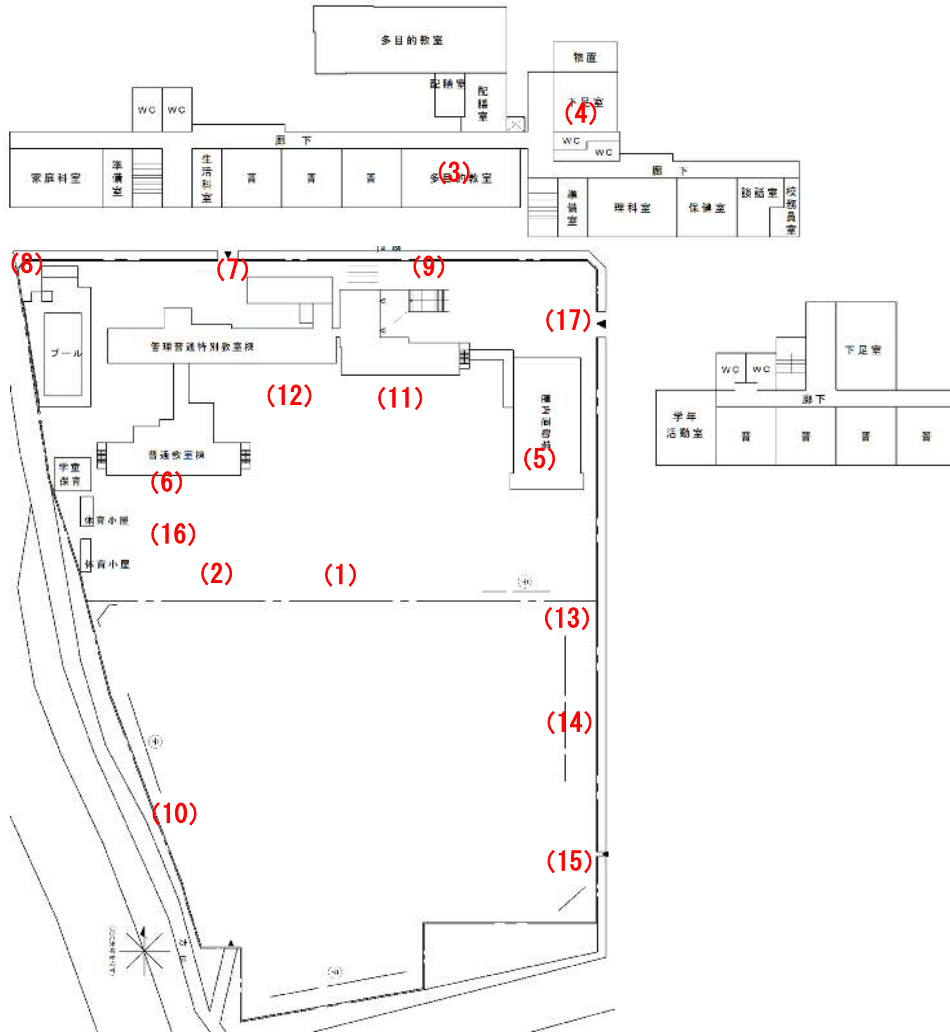 多目的教室
物置
配膳室
配膳室
下足室
(4)
WC
WC
WC
WC
廊下
廊下
家庭科室
準備室
生活科室
普
普
普
多目的教室
(3)
準備室
理科室
保健室
談話室
校務員室
(8)
(7)
(9)
(17)
プール
管理普通特別教室棟
(12)
(11)
屋内運動場
(5)
普通教室棟
(6)
学童
保育
体育小屋
(16)
体育小屋
(2)
(1)
(13)
(14)
(10)
(15)
下足室
WC
WC
廊下
学年
活動室
普
普
普
普